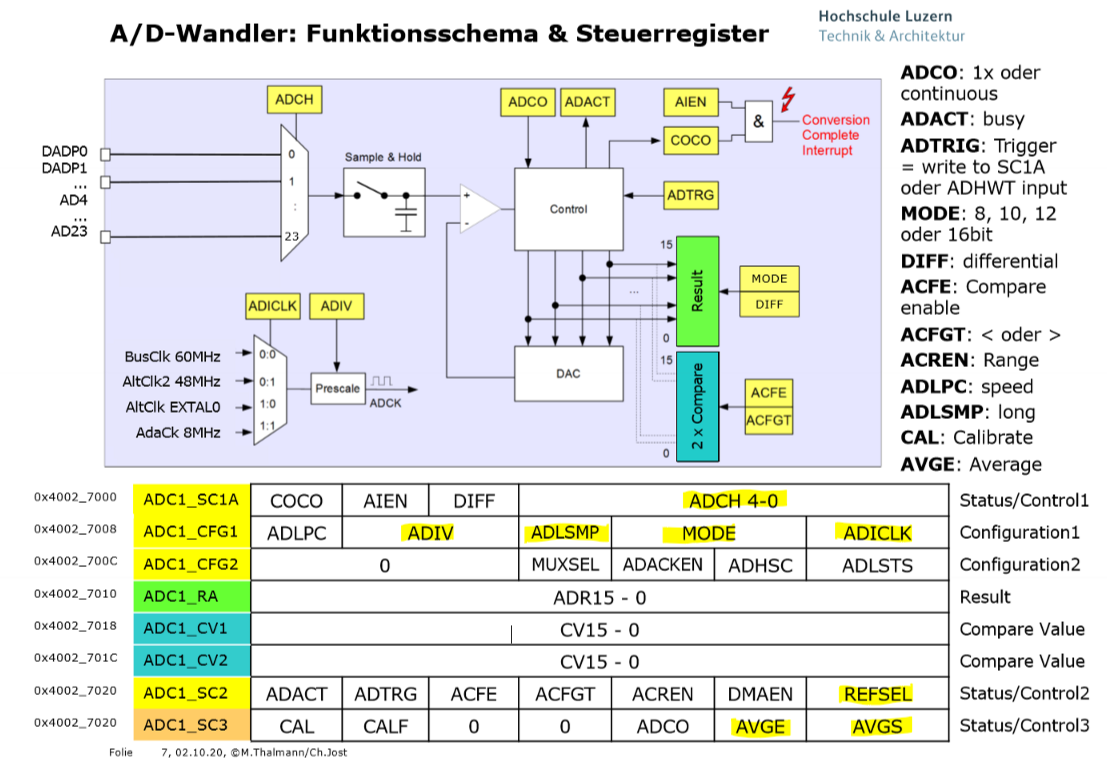 A/D-Wandler: Funktionsschema & Steuerregister
Hochschule Luzern
Technik & Architektur
ADCH
ADCO
ADACT
AIEN
COCO
&
Conversion
Complete
Interrupt
DADP0
DADP1
...
AD4
...
AD23
0
1
:
23
Sample & Hold
+
-
Control
ADTRG
15
Result
0
MODE
DIFF
...
ADICLK
ADIV
BusClk 60MHz
AltClk2 48MHz
AltClk EXTAL0
AdaCk 8MHz
0:0
0:1
1:0
1:1
Prescale
ADCK
DAC
15
2 x Compare
0
ACFE
ACFGT
ADCO: 1x oder
continuous
ADACT: busy
ADTRIG: Trigger
= write to SC1A
oder ADHWT input
MODE: 8, 10, 12
oder 16bit
DIFF: differential
ACFE: Compare
enable
ACFGT: < oder >
ACREN: Range
ADLPC: speed
ADLSMP: long
CAL: Calibrate
AVGE: Average
0x4002_7000 ADC1_SC1A COCO AIEN DIFF ADCH 4-0 Status/Control1
0x4002_7008 ADC1_CFG1 ADLPC ADIV ADLSMP MODE ADICLK Configuration1
0x4002_700C ADC1_CFG2 0 MUXSEL ADACKEN ADHSC ADLSTS Configuration2
0x4002_7010 ADC1_RA ADR15 - 0 Result
0x4002_7018 ADC1_CV1 CV15 - 0 Compare Value
0x4002_701C ADC1_CV2 CV15 - 0 Compare Value
0x4002_7020 ADC1_SC2 ADACT ADTRG ACFE ACFGT ACREN DMAEN REFSEL Status/Control2
0x4002_7020 ADC1_SC3 CAL CALF 0 0 ADCO AVGE AVGS Status/Control3
Folie 7, 02.10.20, ©M.Thalmann/Ch.Jost